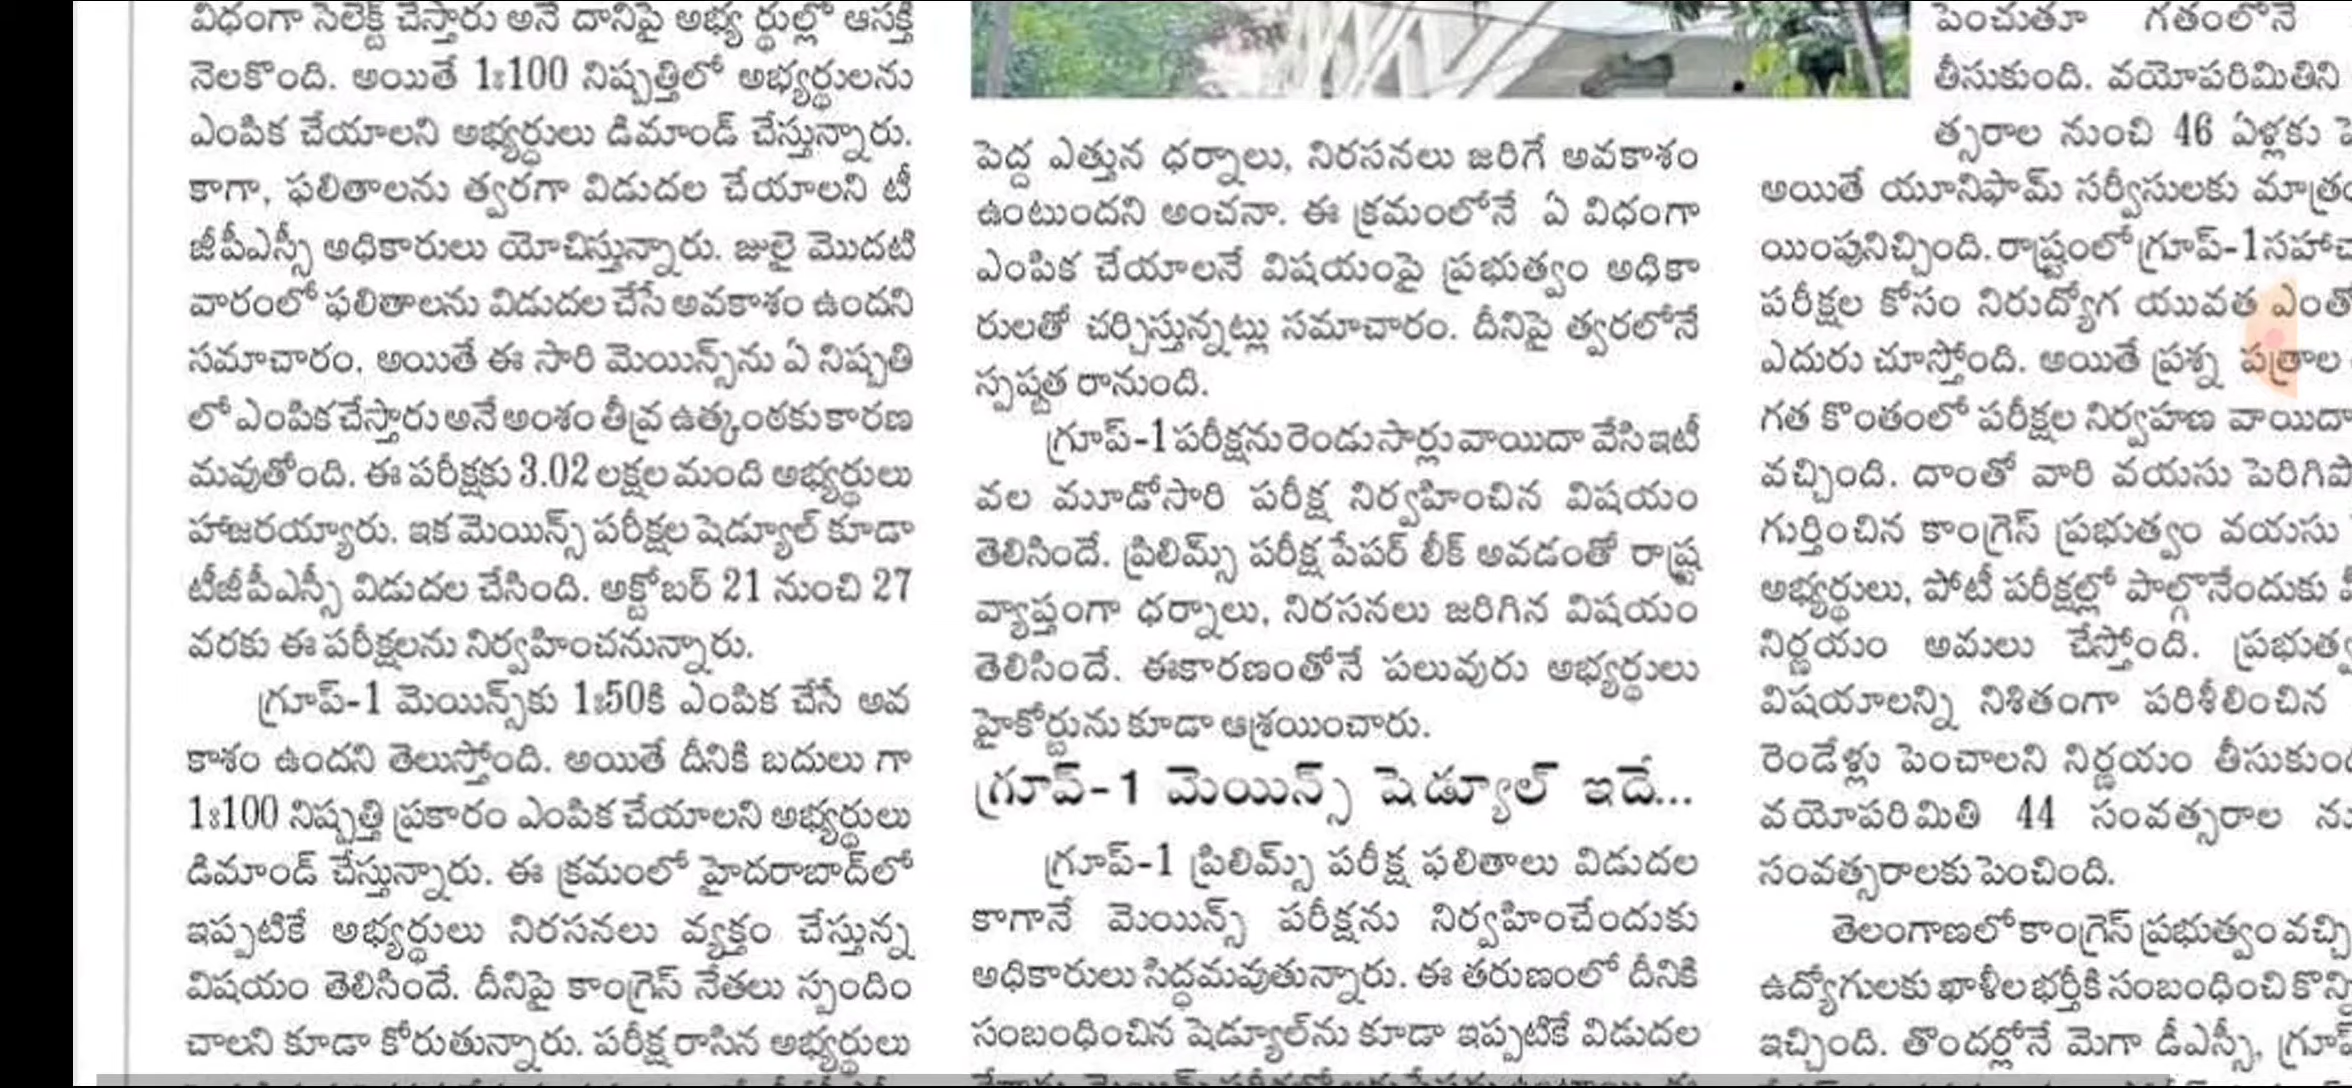 విధంగా సెలెక్ట్ చేస్తారు అనే దానిపై అభ్య ర్థుల్లో ఆసక్తి
నెలకొంది. అయితే 1:100 నిష్పత్తిలో అభ్యర్థులను
ఎంపిక చేయాలని అభ్యర్థులు డిమాండ్ చేస్తున్నారు.
కాగా, ఫలితాలను త్వరగా విడుదల చేయాలని టీ
జీపీఎస్సీ అధికారులు యోచిస్తున్నారు. జులై మొదటి
వారంలో ఫలితాలను విడుదల చేసే అవకాశం ఉందని
సమాచారం. అయితే ఈ సారి మెయిన్స్‌ను ఏ నిష్పతి
లో ఎంపిక చేస్తారు అనే అంశం తీవ్ర ఉత్కంఠకు కారణ
మవుతోంది. ఈ పరీక్షకు 3.02 లక్షల మంది అభ్యర్థులు
హాజరయ్యారు. ఇక మెయిన్స్ పరీక్షల షెడ్యూల్ కూడా
టీజీపీఎస్సీ విడుదల చేసింది. అక్టోబర్ 21 నుంచి 27
వరకు ఈ పరీక్షలను నిర్వహించనున్నారు.
గ్రూప్-1 మెయిన్స్‌కు 1:50కి ఎంపిక చేసే అవ
కాశం ఉందని తెలుస్తోంది. అయితే దీనికి బదులు గా
1:100 నిష్పత్తి ప్రకారం ఎంపిక చేయాలని అభ్యర్థులు
డిమాండ్ చేస్తున్నారు. ఈ క్రమంలో హైదరాబాద్‌లో
ఇప్పటికే అభ్యర్థులు నిరసనలు వ్యక్తం చేస్తున్న
విషయం తెలిసిందే. దీనిపై కాంగ్రెస్ నేతలు స్పందిం
చాలని కూడా కోరుతున్నారు. పరీక్ష రాసిన అభ్యర్థులు
పెద్ద ఎత్తున ధర్నాలు, నిరసనలు జరిగే అవకాశం
ఉంటుందని అంచనా. ఈ క్రమంలోనే ఏ విధంగా
ఎంపిక చేయాలనే విషయంపై ప్రభుత్వం అధికా
రులతో చర్చిస్తున్నట్లు సమాచారం. దీనిపై త్వరలోనే
స్పష్టత రానుంది.
గ్రూప్-1 పరీక్షను రెండు సార్లు వాయిదా వేసి ఇటీ
వల మూడోసారి పరీక్ష నిర్వహించిన విషయం
తెలిసిందే. ప్రిలిమ్స్ పరీక్ష పేపర్ లీక్ అవడంతో రాష్ట్ర
వ్యాప్తంగా ధర్నాలు, నిరసనలు జరిగిన విషయం
తెలిసిందే. ఈకారణంతోనే పలువురు అభ్యర్థులు
హైకోర్టును కూడా ఆశ్రయించారు.
గ్రూప్-1 మెయిన్స్ షెడ్యూల్ ఇదే...
గ్రూప్-1 ప్రిలిమ్స్ పరీక్ష ఫలితాలు విడుదల
కాగానే మెయిన్స్ పరీక్షను నిర్వహించేందుకు
అధికారులు సిద్ధమవుతున్నారు. ఈ తరుణంలో దీనికి
సంబంధించిన షెడ్యూల్‌ను కూడా ఇప్పటికే విడుదల
పెంచుతూ గతంలోనే
తీసుకుంది. వయోపరిమితిని
త్సరాల నుంచి 46 ఏళ్లకు
అయితే యూనిఫామ్ సర్వీసులకు
యింపునిచ్చింది. రాష్ట్రంలో గ్రూప్-1
పరీక్షల కోసం నిరుద్యోగ యువత
ఎదురు చూస్తోంది. అయితే ప్రశ్న పత్రాల
గత కొంతంలో పరీక్షల నిర్వహణ వాయిదా
వచ్చింది. దాంతో వారి వయసు
గుర్తించిన కాంగ్రెస్ ప్రభుత్వం వయసు
అభ్యర్థులు, పోటీ పరీక్షల్లో పాల్గొనేందుకు
నిర్ణయం అమలు చేస్తోంది.
విషయాలన్ని నిశితంగా పరిశీలించిన
రెండేళ్లు పెంచాలని నిర్ణయం
వయోపరిమితి 44 సంవత్సరాల
సంవత్సరాలకు పెంచింది.
తెలంగాణలో కాంగ్రెస్ ప్రభుత్వం
ఉద్యోగులకు ఖాళీల భర్తీకి సంబంధించి
ఇచ్చింది. తొందర్లోనే మెగా డీఎస్సీ,